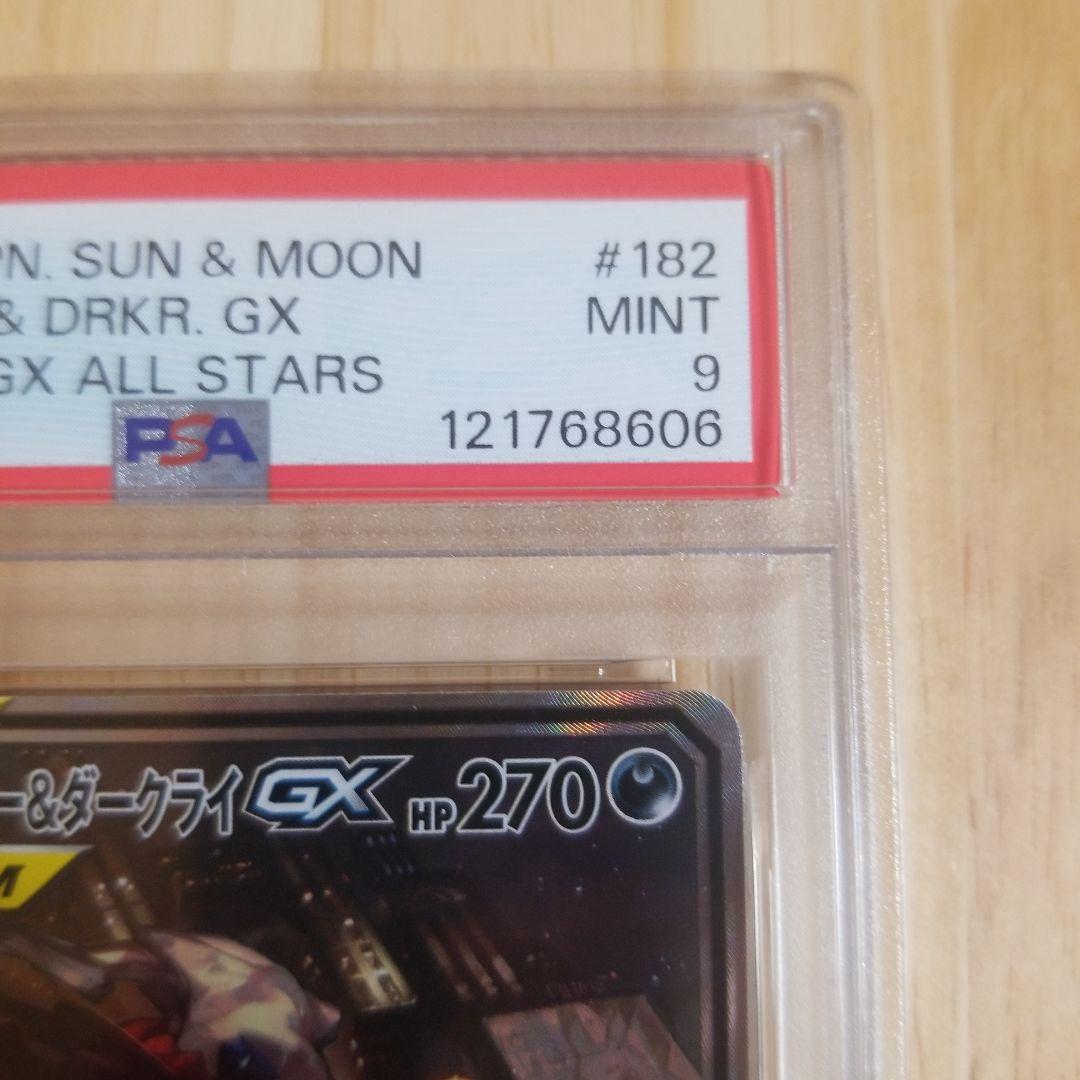 PN. SUN & MOON #182
& DRKR. GX MINT
GX ALL STARS 9
PSA 121768606
ー&ダークライGX HP270
M